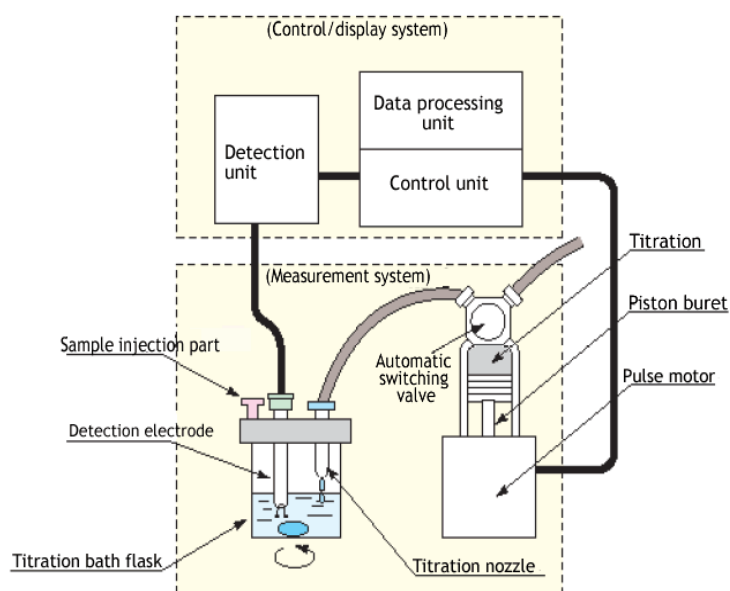 (Control/display system)
Data processing
unit
Detection
unit
Control unit
(Measurement system)
Titration
Piston buret
Pulse motor
Automatic
switching
valve
Sample injection part
Detection electrode
Titration bath flask
Titration nozzle